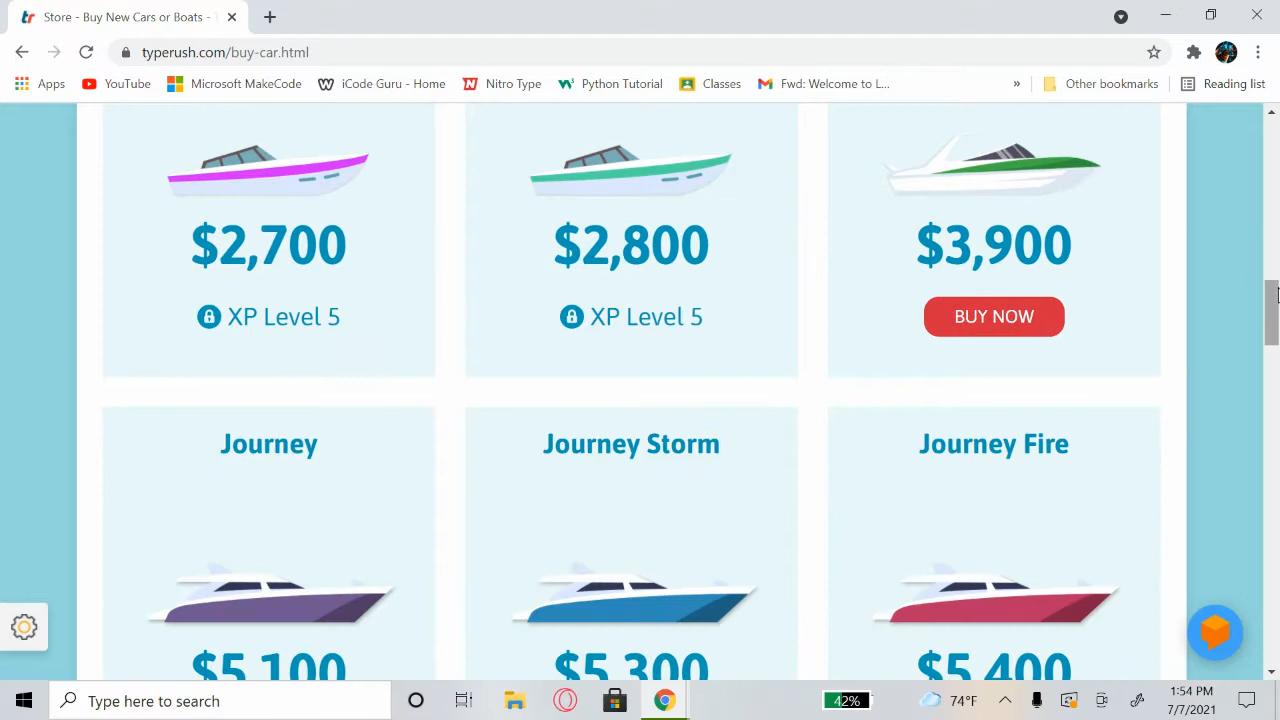 Store - Buy New Cars or Boats -
typerush.com/buy-car.html
Apps YouTube Microsoft MakeCode iCode Guru - Home Nitro Type Python Tutorial Classes Fwd: Welcome to L... » Other bookmarks Reading list
$2,700 $2,800 $3,900
XP Level 5 XP Level 5 BUY NOW
Journey Journey Storm Journey Fire
$5,100 $5,300 $5,400
Type here to search 42% 74°F 1:54 PM
7/7/2021